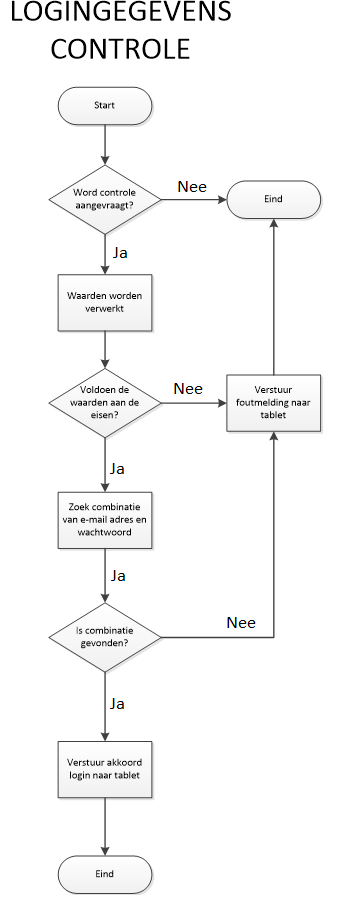 LOGINGEGEVENS
CONTROLE
Start
Word controle
aangevraagt?
Nee
Eind
Ja
Waarden worden
verwerkt
Voldoen de
waarden aan de
eisen?
Nee
Verstuur
foutmelding naar
tablet
Ja
Zoek combinatie
van e-mail adres en
wachtwoord
Ja
Is combinatie
gevonden?
Nee
Ja
Verstuur akkoord
login naar tablet
Eind